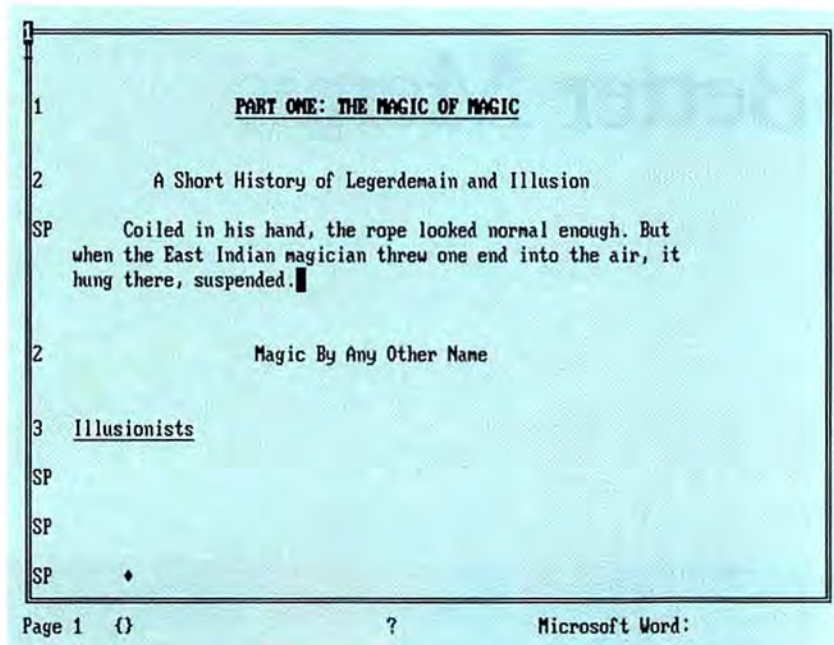 1
1 PART ONE: THE MAGIC OF MAGIC
2 A Short History of Legerdemain and Illusion
SP Coiled in his hand, the rope looked normal enough. But
when the East Indian magician threw one end into the air, it
hung there, suspended.
2 Magic By Any Other Name
3 Illusionists
SP
SP
SP ♦
Page 1 {} ? Microsoft Word: